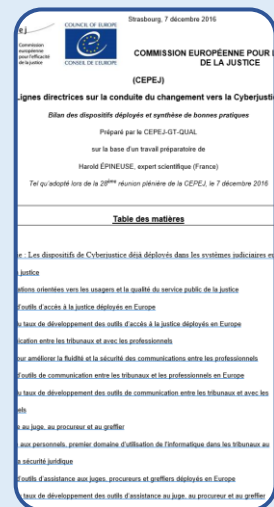 Strasbourg, 7 décembre 2016
ej
COUNCIL OF EUROPE
Commission
européenne
pour l'efficacité
de la justice
CONSEIL DE L'EUROPE
COMMISSION EUROPÉENNE POUR L
DE LA JUSTICE
(CEPEJ)
Lignes directrices sur la conduite du changement vers la Cyberjusti
Bilan des dispositifs déployés et synthèse de bonnes pratiques
Préparé par le CEPEJ-GT-QUAL
sur la base d'un travail préparatoire de
Harold ÉPINEUSE, expert scientifique (France)
Tel qu'adopté lors de la 28ème réunion plénière de la CEPEJ, le 7 décembre 2016
Table des matières
e : Les dispositifs de Cyberjustice déjà déployés dans les systèmes judiciaires eu
justice
ations orientées vers les usagers et la qualité du service public de la justice
d'outils d'accès à la justice déployés en Europe
u taux de développement des outils d'accès à la justice déployés en Europe
ication entre les tribunaux et avec les professionnels
our améliorer la fluidité et la sécurité des communications entre les professionnels
d'outils de communication entre les tribunaux et les professionnels en Europe
u taux de développement des outils de communication entre les tribunaux et avec les
els
e au juge, au procureur et au greffier
aux personnels, premier domaine d'utilisation de l'informatique dans les tribunaux au
a sécurité juridique
d'outils d'assistance aux juges, procureurs et greffiers déployés en Europe
u taux de développement des outils d'assistance au juge, au procureur et au greffier